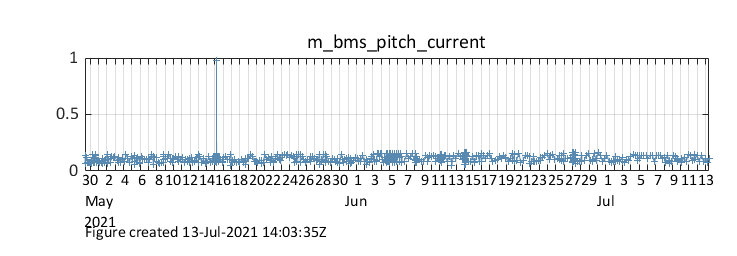 m_bms_pitch_current
1
0.5
0
30 2 4 6 8 10 12 14 16 18 20 22 24 26 28 30 1 3 5 7 9 11 13 15 17 19 21 23 25 27 29 1 3 5 7 9 11 13
May Jun Jul
2021
Figure created 13-Jul-2021 14:03:35Z